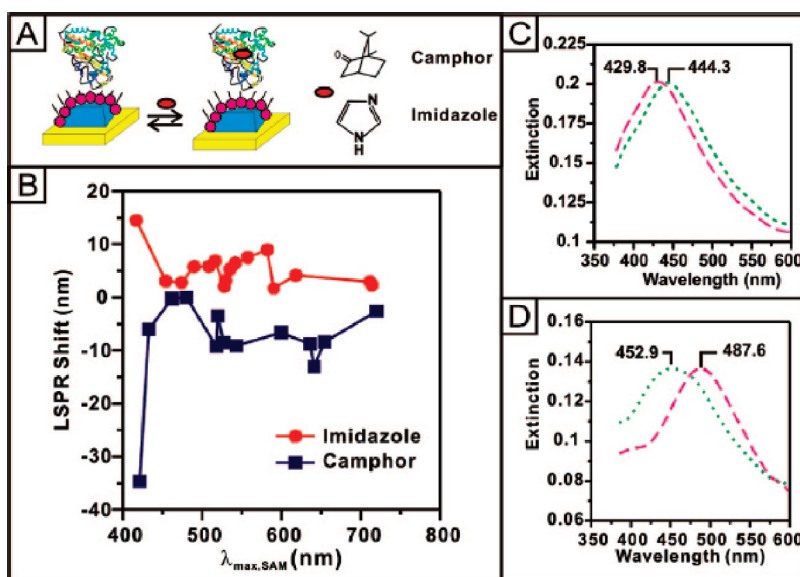 A
Camphor
O
Imidazole
N
N
H
B
LSPR Shift (nm)
20
10
0
-10
-20
-30
-40
Imidazole
Camphor
400 500 600 700 800
λmax,SAM (nm)
C
Extinction
0.225
0.2
0.175
0.15
0.125
0.1
429.8 444.3
350 400 450 500 550 600
Wavelength (nm)
D
Extinction
0.16
0.14
0.12
0.1
0.08
0.06
452.9 487.6
350 400 450 500 550 600
Wavelength (nm)